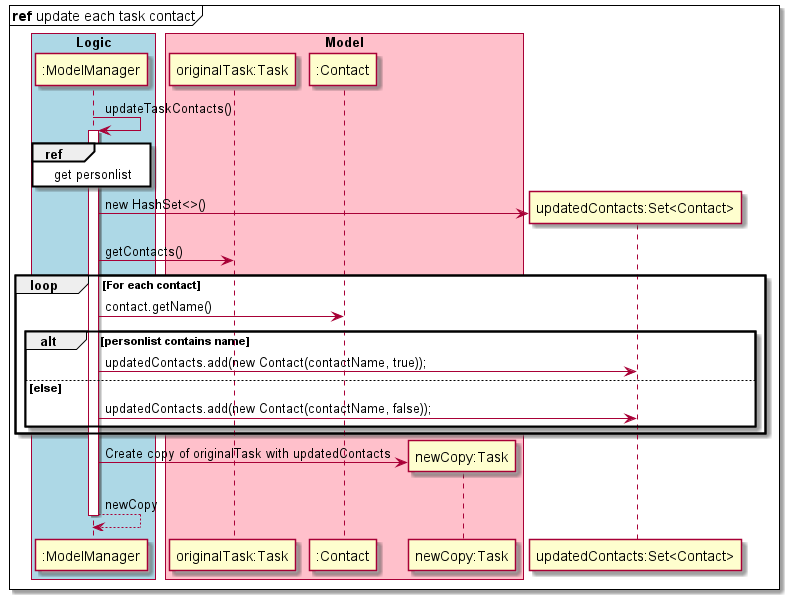 ref update each task contact
Logic
Model
:ModelManager
originalTask:Task
:Contact
updateTaskContacts()
ref
get personlist
new HashSet<>()
updatedContacts:Set<Contact>
getContacts()
loop
[For each contact]
contact.getName()
alt
[personlist contains name]
updatedContacts.add(new Contact(contactName, true));
[else]
updatedContacts.add(new Contact(contactName, false));
Create copy of originalTask with updatedContacts
newCopy:Task
newCopy
:ModelManager
originalTask:Task
:Contact
newCopy:Task
updatedContacts:Set<Contact>